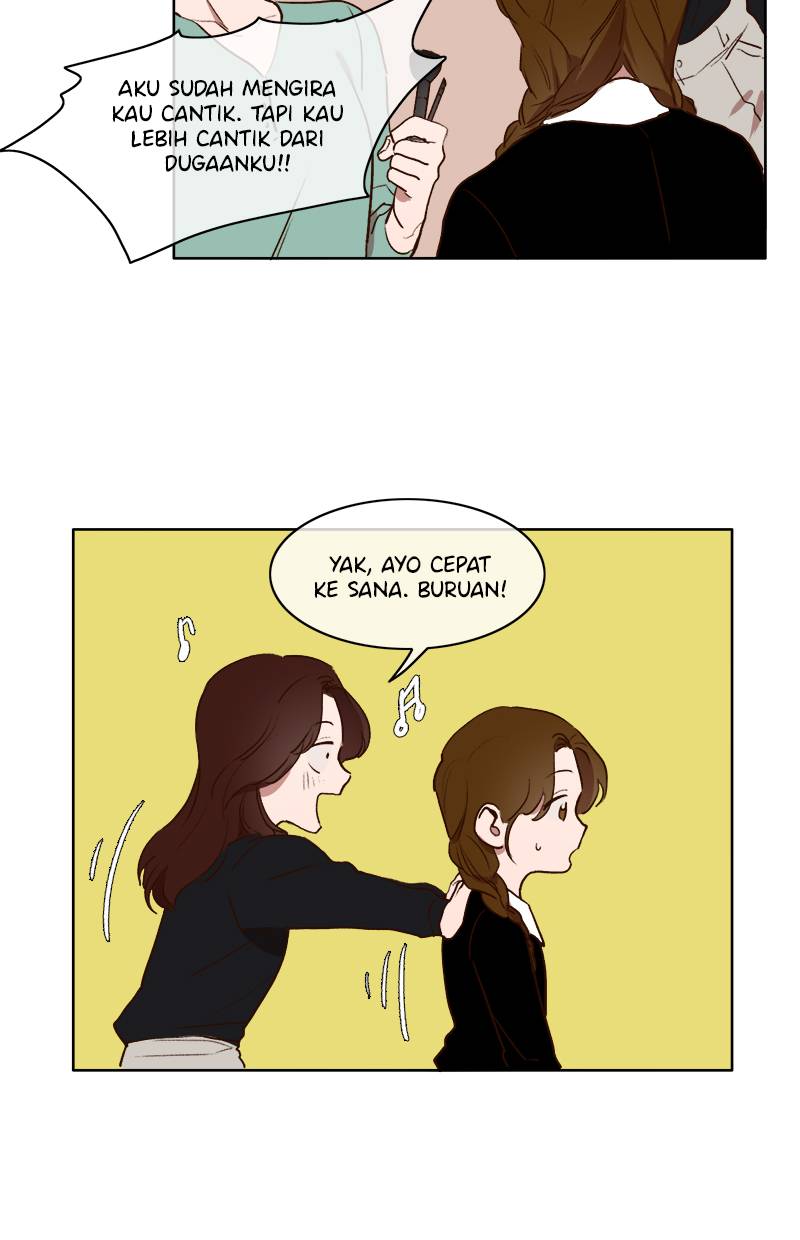 AKU SUDAH MENGIRA
KAU CANTIK. TAPI KAU
LEBIH CANTIK DARI
DUGAANKU!!
YAK, AYO CEPAT
KE SANA. BURUAN!